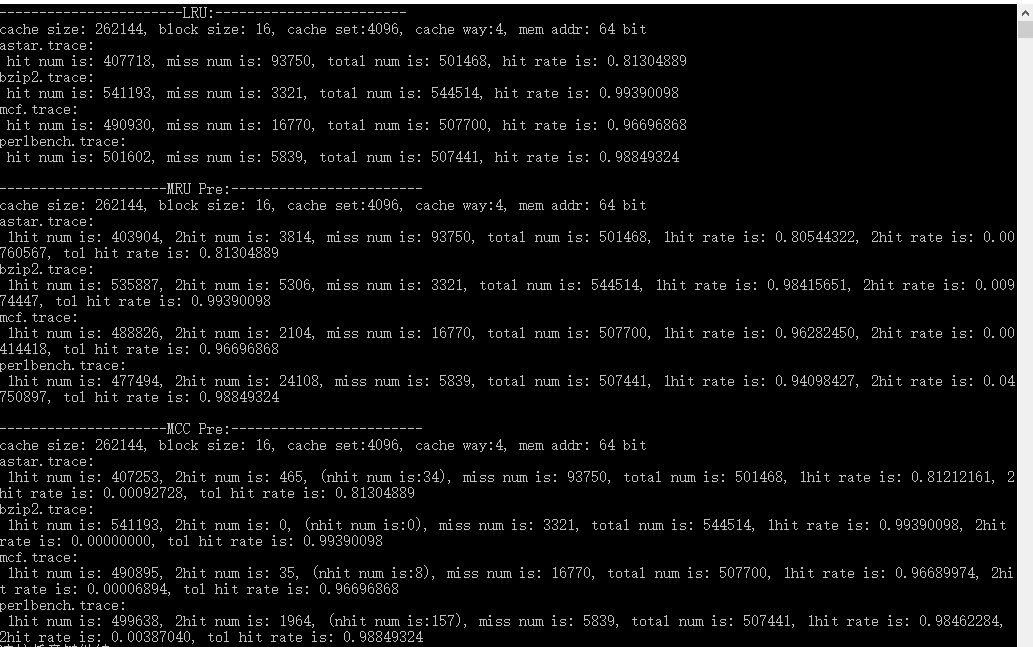 -----------------------LRU:------------------------
cache size: 262144, block size: 16, cache set:4096, cache way:4, mem addr: 64 bit
astar.trace:
 hit num is: 407718, miss num is: 93750, total num is: 501468, hit rate is: 0.81304889
bzip2.trace:
 hit num is: 541193, miss num is: 3321, total num is: 544514, hit rate is: 0.99390098
mcf.trace:
 hit num is: 490930, miss num is: 16770, total num is: 507700, hit rate is: 0.96696868
perlbench.trace:
 hit num is: 501602, miss num is: 5839, total num is: 507441, hit rate is: 0.98849324
---------------------MRU Pre:------------------------
cache size: 262144, block size: 16, cache set:4096, cache way:4, mem addr: 64 bit
astar.trace:
 1hit num is: 403904, 2hit num is: 3814, miss num is: 93750, total num is: 501468, 1hit rate is: 0.80544322, 2hit rate is: 0.00
760567, tol hit rate is: 0.81304889
bzip2.trace:
 1hit num is: 535887, 2hit num is: 5306, miss num is: 3321, total num is: 544514, 1hit rate is: 0.98415651, 2hit rate is: 0.009
74447, tol hit rate is: 0.99390098
mcf.trace:
 1hit num is: 488826, 2hit num is: 2104, miss num is: 16770, total num is: 507700, 1hit rate is: 0.96282450, 2hit rate is: 0.00
414418, tol hit rate is: 0.96696868
perlbench.trace:
 1hit num is: 477494, 2hit num is: 24108, miss num is: 5839, total num is: 507441, 1hit rate is: 0.94098427, 2hit rate is: 0.04
750897, tol hit rate is: 0.98849324
---------------------MCC Pre:------------------------
cache size: 262144, block size: 16, cache set:4096, cache way:4, mem addr: 64 bit
astar.trace:
 1hit num is: 407253, 2hit num is: 465, (nhit num is:34), miss num is: 93750, total num is: 501468, 1hit rate is: 0.81212161, 2
hit rate is: 0.00092728, tol hit rate is: 0.81304889
bzip2.trace:
 1hit num is: 541193, 2hit num is: 0, (nhit num is:0), miss num is: 3321, total num is: 544514, 1hit rate is: 0.99390098, 2hit
rate is: 0.00000000, tol hit rate is: 0.99390098
mcf.trace:
 1hit num is: 490895, 2hit num is: 35, (nhit num is:8), miss num is: 16770, total num is: 507700, 1hit rate is: 0.96689974, 2hi
t rate is: 0.00006894, tol hit rate is: 0.96696868
perlbench.trace:
 1hit num is: 499638, 2hit num is: 1964, (nhit num is:157), miss num is: 5839, total num is: 507441, 1hit rate is: 0.98462284,
2hit rate is: 0.00387040, tol hit rate is: 0.98849324